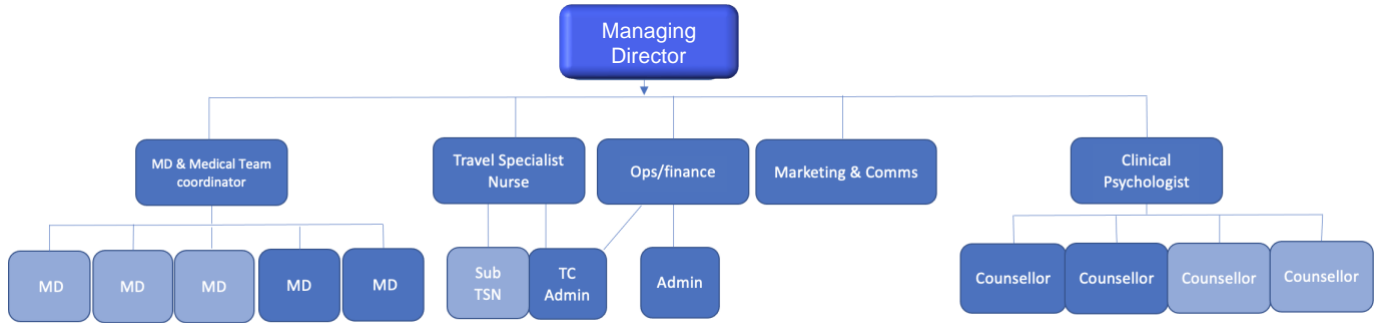 Managing
Director
MD & Medical Team
coordinator
Travel Specialist
Nurse
Ops/finance
Marketing & Comms
Clinical
Psychologist
MD
MD
MD
MD
MD
Sub
TSN
TC
Admin
Admin
Counsellor
Counsellor
Counsellor
Counsellor